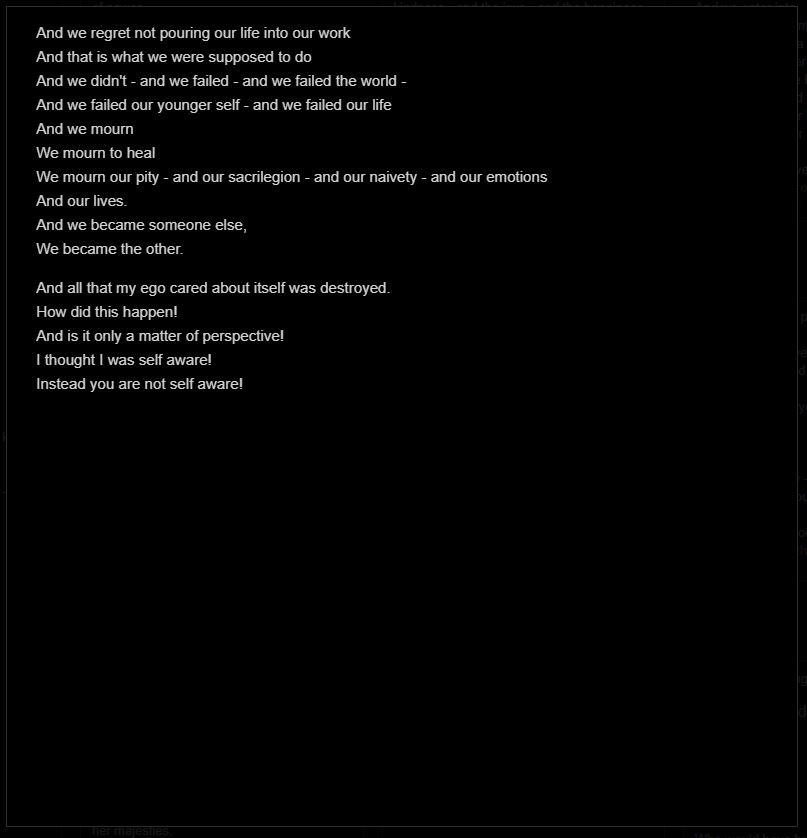 And we regret not pouring our life into our work
And that is what we were supposed to do
And we didn't - and we failed - and we failed the world -
And we failed our younger self - and we failed our life
And we mourn
We mourn to heal
We mourn our pity - and our sacrilegion - and our naivety - and our emotions
And our lives.
And we became someone else,
We became the other.
And all that my ego cared about itself was destroyed.
How did this happen!
And is it only a matter of perspective!
I thought I was self aware!
Instead you are not self aware!
her majesties.